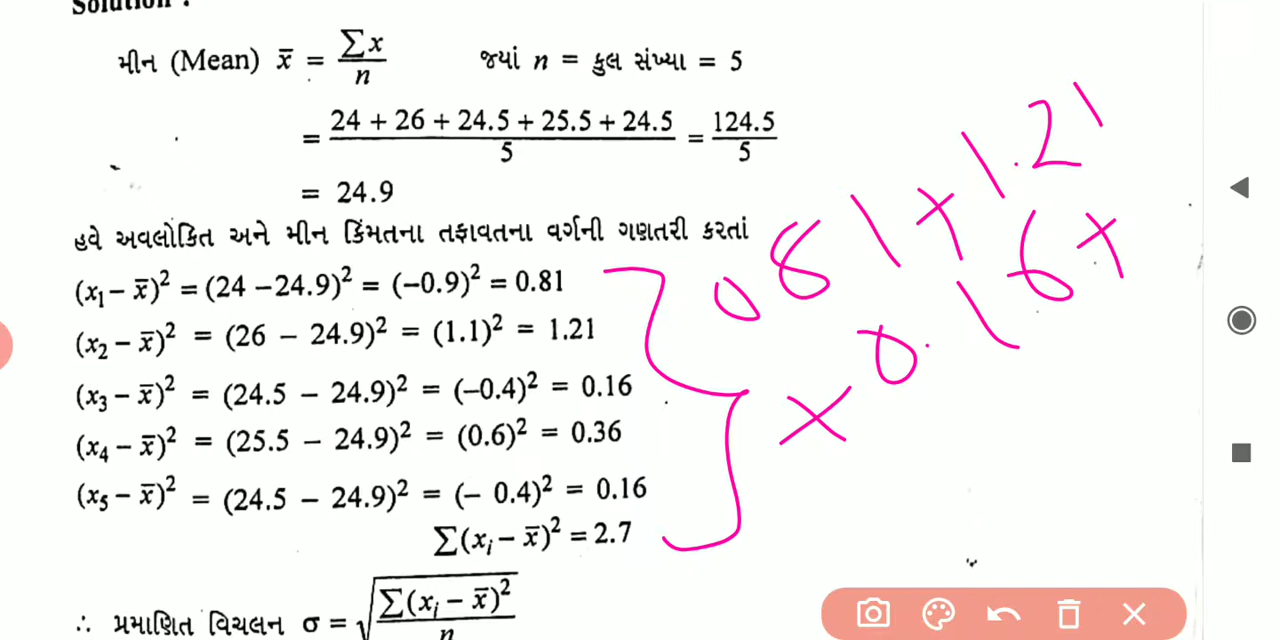 Solution :
મીન (Mean) x̄ = ∑x / n જ્યાં n = કુલ સંખ્યા = 5
= 24 + 26 + 24.5 + 25.5 + 24.5 / 5 = 124.5 / 5
= 24.9
હવે અવલોકિત અને મીન કિંમતના તફાવતના વર્ગની ગણતરી કરતાં
(x₁ – x̄)² = (24 –24.9)² = (–0.9)² = 0.81
(x₂ – x̄)² = (26 – 24.9)² = (1.1)² = 1.21
(x₃ – x̄)² = (24.5 – 24.9)² = (–0.4)² = 0.16
(x₄ – x̄)² = (25.5 – 24.9)² = (0.6)² = 0.36
(x₅ – x̄)² = (24.5 – 24.9)² = (– 0.4)² = 0.16
∑(xᵢ – x̄)² = 2.7
∴ પ્રમાણિત વિચલન σ = √(∑(xᵢ – x̄)² / n)
081+1.21
+0.16+